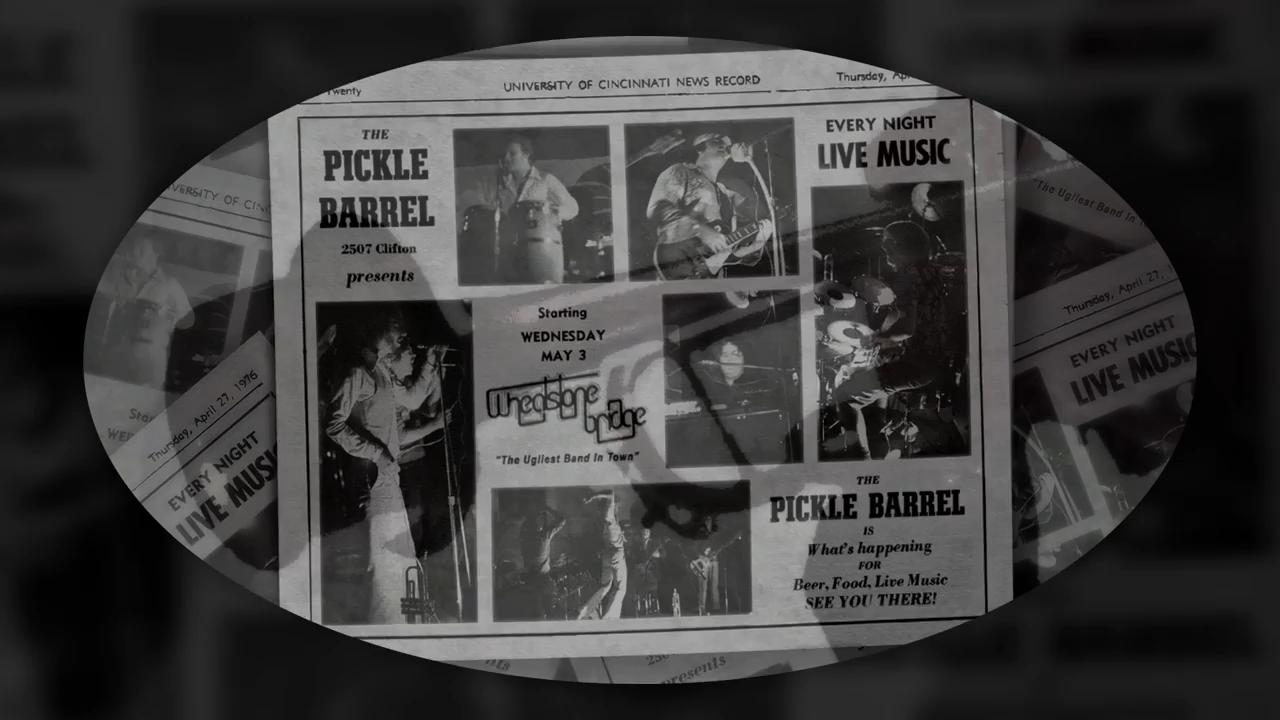 Twenty
UNIVERSITY OF CINCINNATI NEWS RECORD
Thursday,
THE
PICKLE
BARREL
2507 Clifton
presents
EVERY NIGHT
LIVE MUSIC
Starting
WEDNESDAY
MAY 3
Wheatstone
bridge
"The Ugliest Band In Town"
THE
PICKLE BARREL
IS
What's happening
FOR
Beer, Food, Live Music
SEE YOU THERE!
Thursday, April 27, 1976
EVERY NIGHT
LIVE MUSIC
"The Ugliest Band In
Thursday, April 27,
EVERY NIGHT
LIVE MUSIC
presents